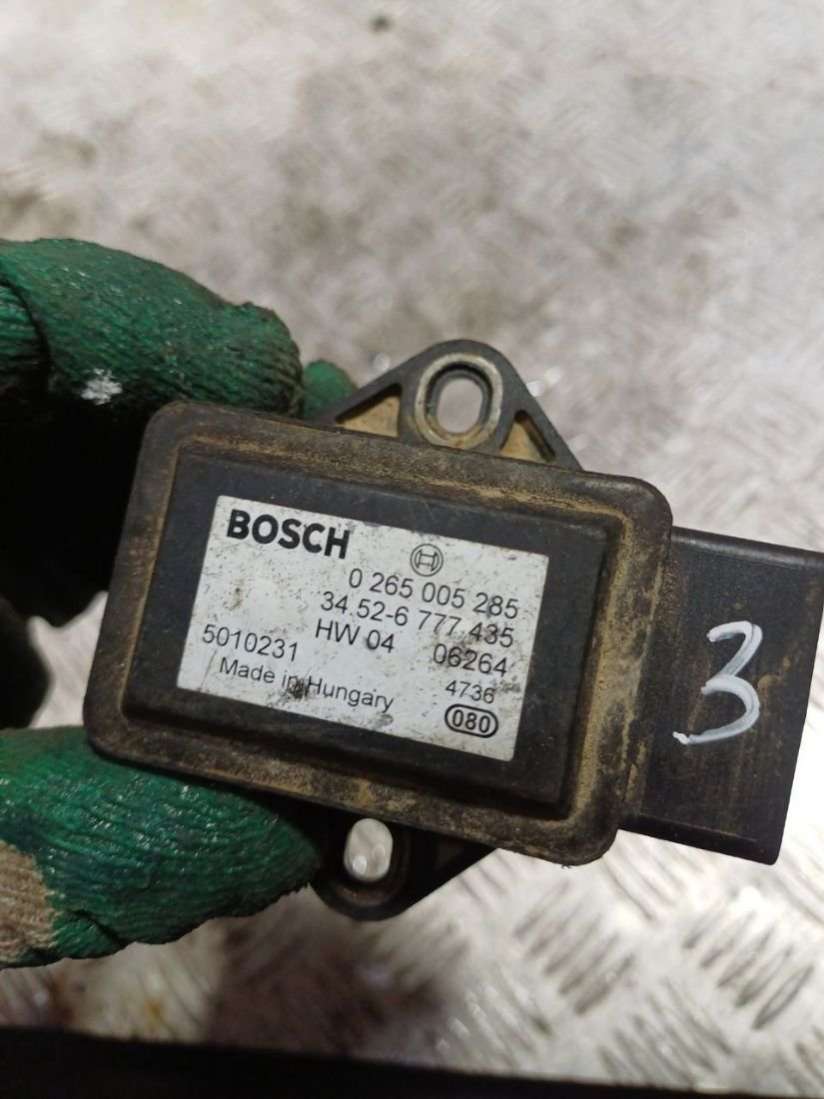 BOSCH
0 265 005 285
34.52-6 777 435
HW 04 06264
5010231 4736
Made in Hungary
080
3